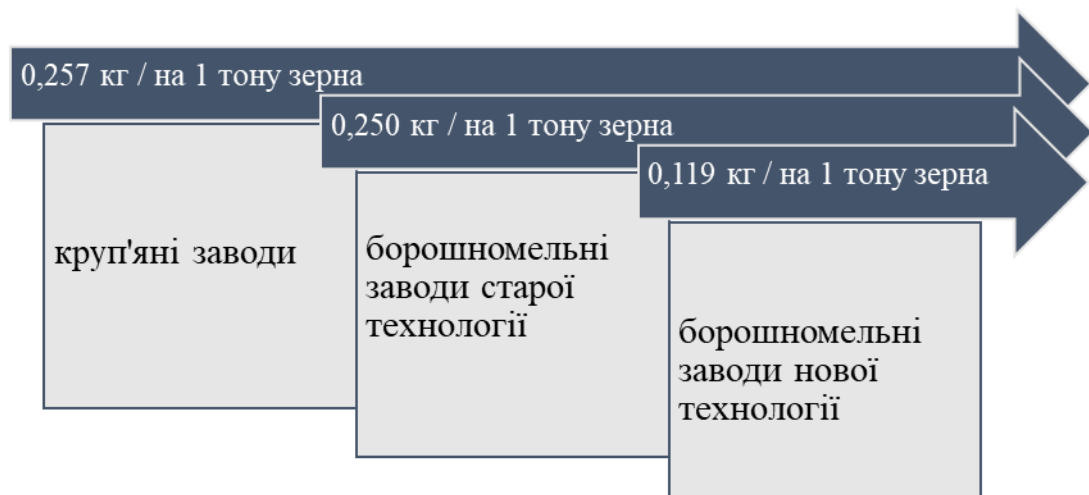 0,257 кг / на 1 тону зерна
0,250 кг / на 1 тону зерна
0,119 кг / на 1 тону зерна
круп'яні заводи
борошномельні
заводи старої
технології
борошномельні
заводи нової
технології